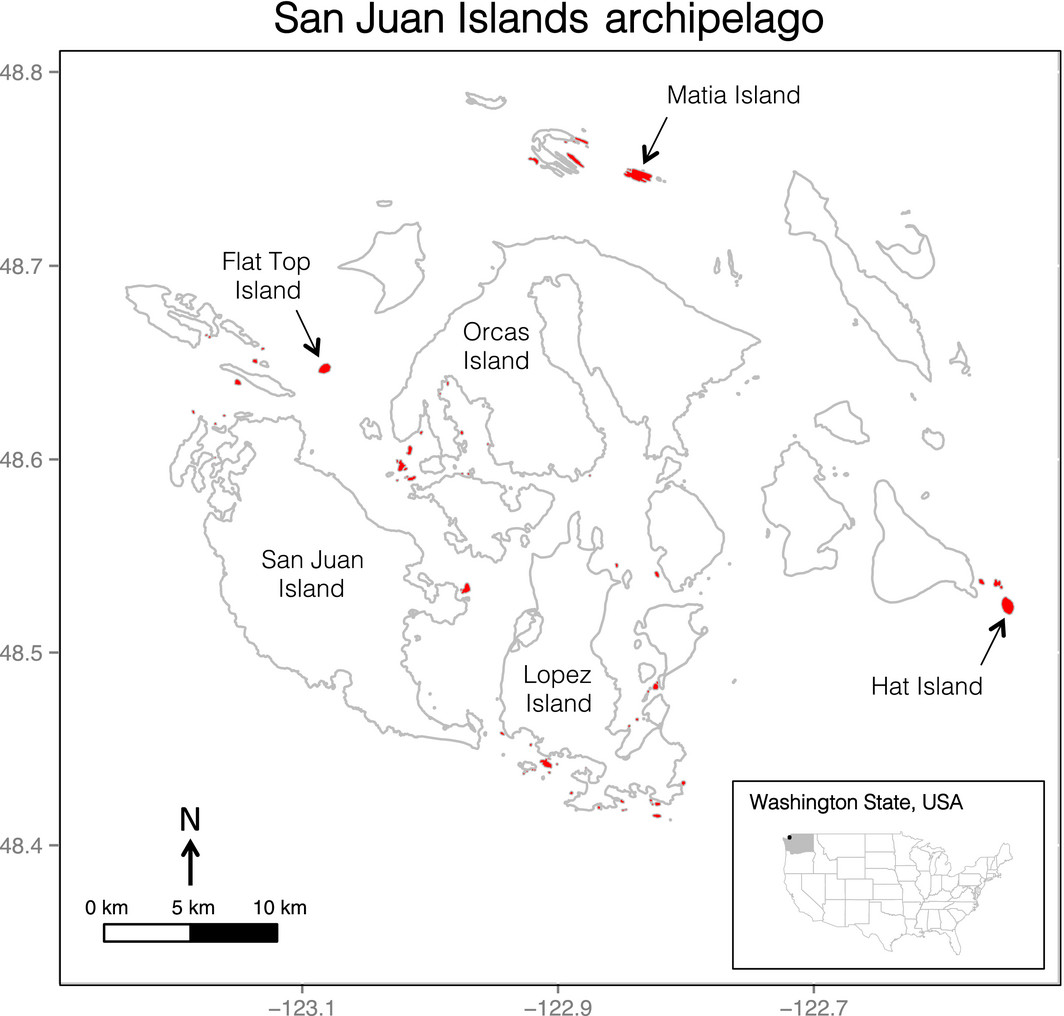 San Juan Islands archipelago
48.8
Matia Island
48.7
Flat Top
Island
Orcas
Island
48.6
San Juan
Island
48.5
Lopez
Island
Hat Island
48.4
N
0 km 5 km 10 km
Washington State, USA
−123.1 −122.9 −122.7